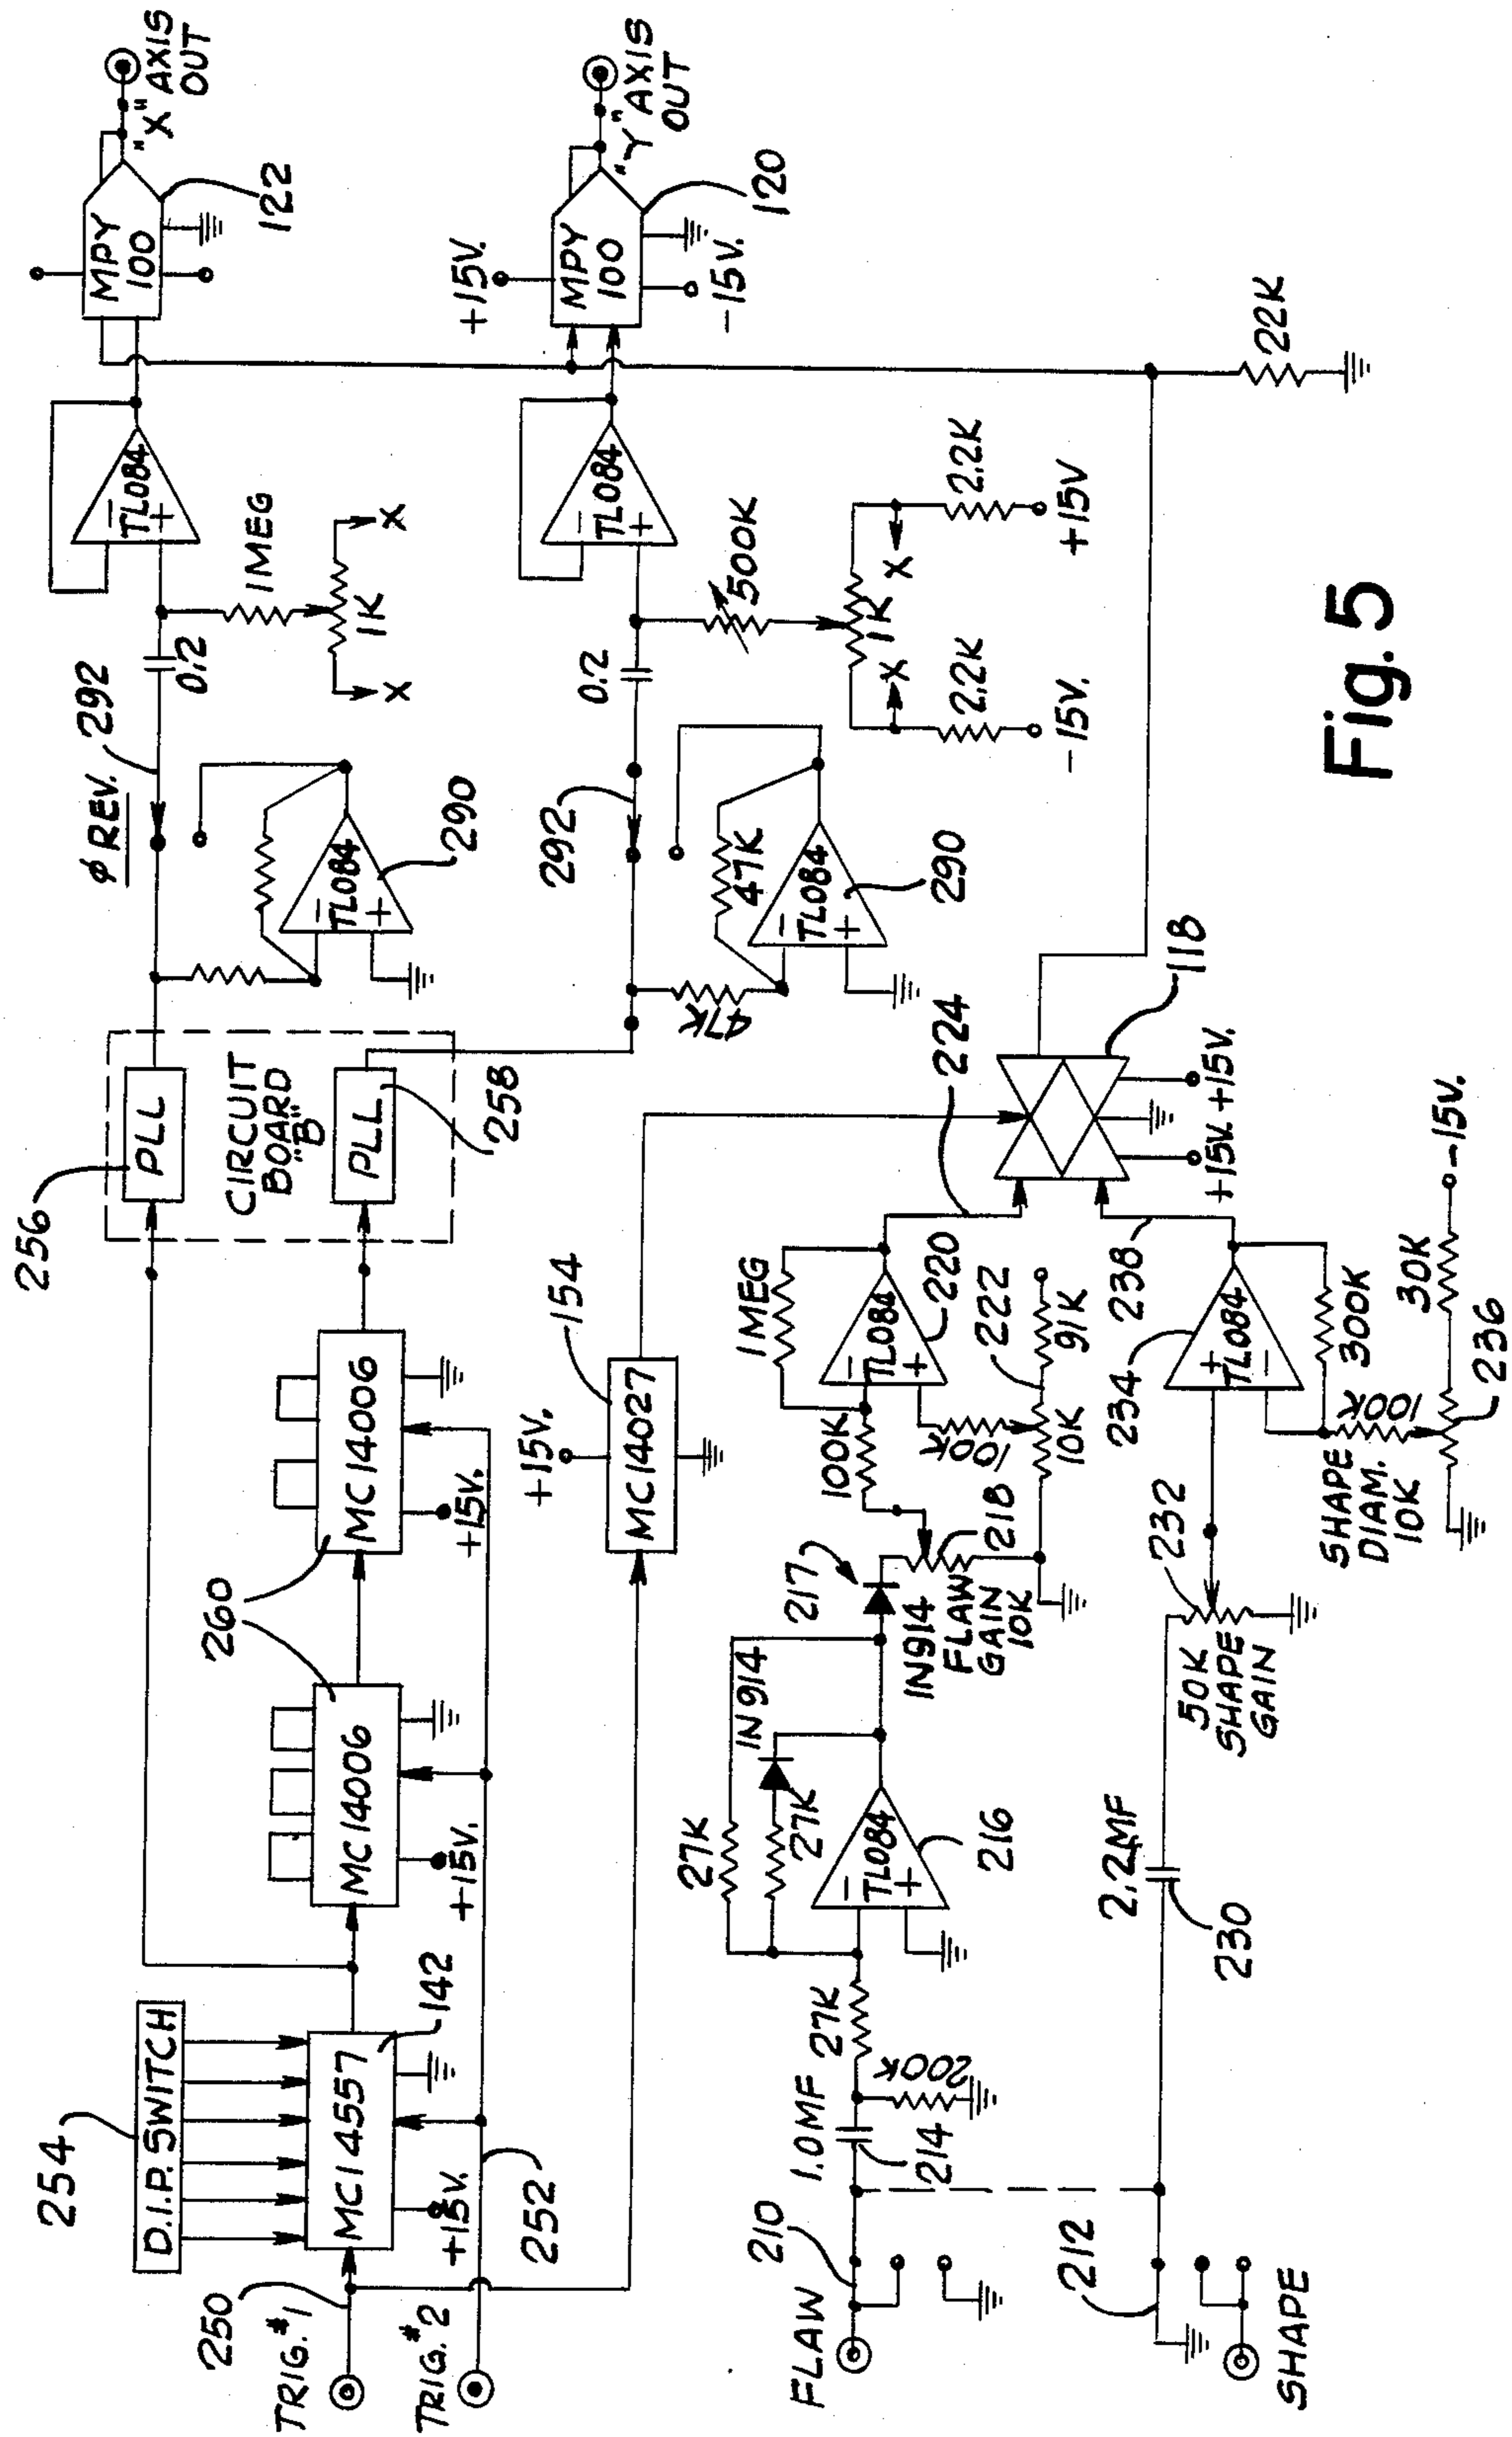 254
D.I.P. SWITCH
250
TRIG. #1
MC14557
142
+15V.
TRIG. #2
252
260
MC14006
+15V.
MC14006
+15V.
256
PLL
CIRCUIT
BOARD
"B"
PLL
258
φ REV.
292
0.2
TL084
290
1MEG
1K
X
X
TL084
MPY
100
122
"X" AXIS
OUT
292
0.2
47K
47K
TL084
290
500K
1K
X
X
2.2K
2.2K
-15V.
+15V
TL084
+15V.
MPY
100
-15V.
120
"Y" AXIS
OUT
22K
+15V.
MC14027
154
FLAW
210
1.0MF
214
200K
27K
27K
27K
IN914
TL084
216
217
IN914
FLAW
GAIN
10K
218
100K
1MEG
TL084
220
100K
10K
222
91K
224
118
+15V.
+15V.
212
SHAPE
2.2MF
230
50K
SHAPE
GAIN
232
234
TL084
238
300K
100K
SHAPE
DIAM.
10K
30K
-15V.
236
Fig. 5